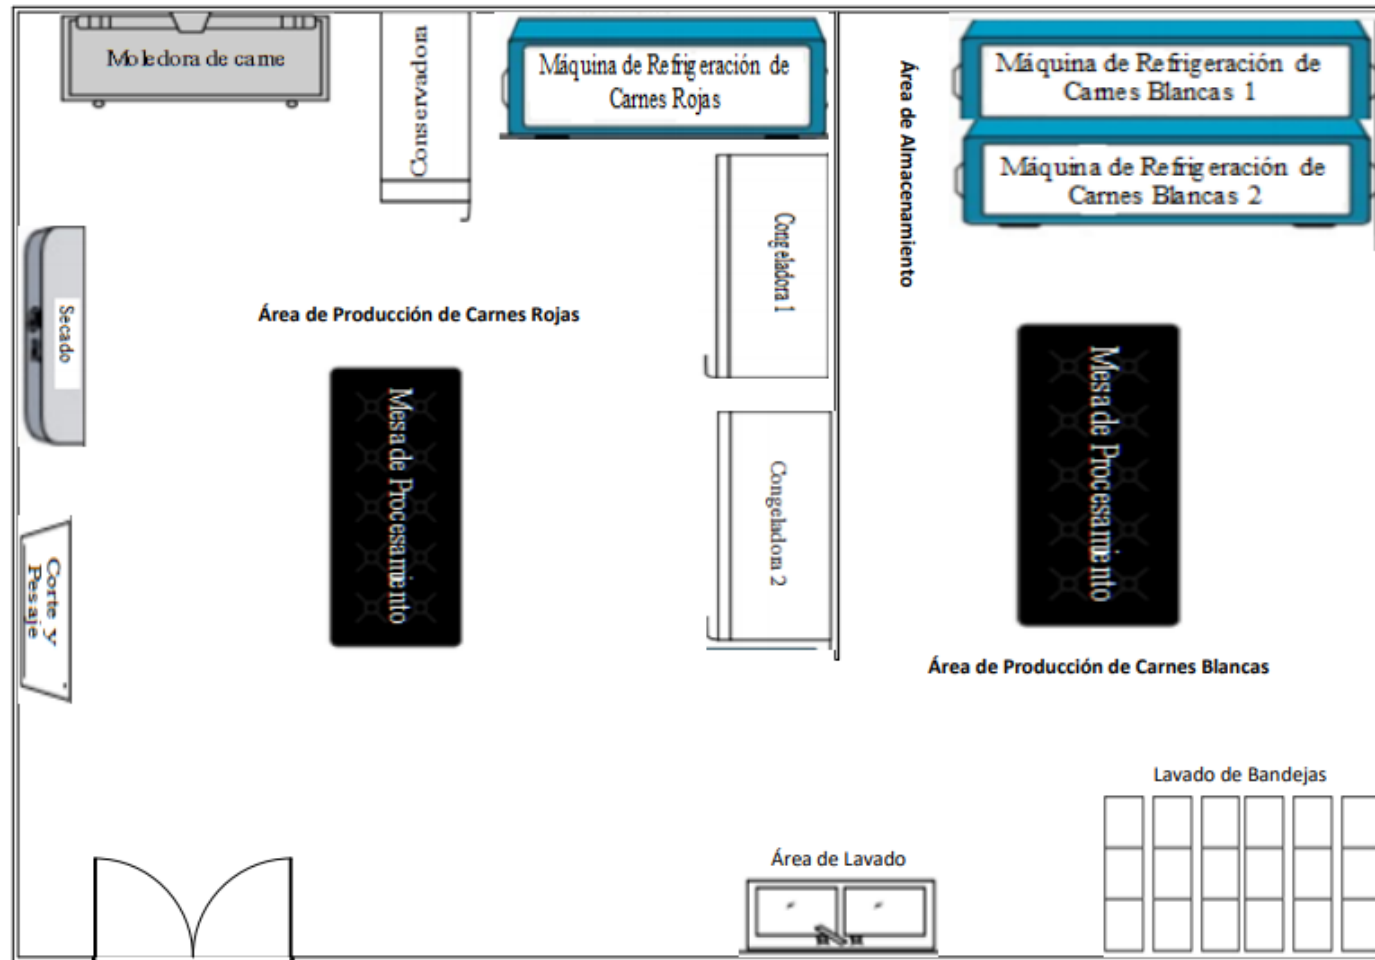 Moledora de carne
Conservadora
Máquina de Refrigeración de
Carnes Rojas
Área de Almacenamiento
Máquina de Refrigeración de
Carnes Blancas 1
Máquina de Refrigeración de
Carnes Blancas 2
Congeladora 1
Secado
Área de Producción de Carnes Rojas
Mesa de Procesamiento
Mesa de Procesamiento
Congeladora 2
Corte y
Pesaje
Área de Producción de Carnes Blancas
Lavado de Bandejas
Área de Lavado